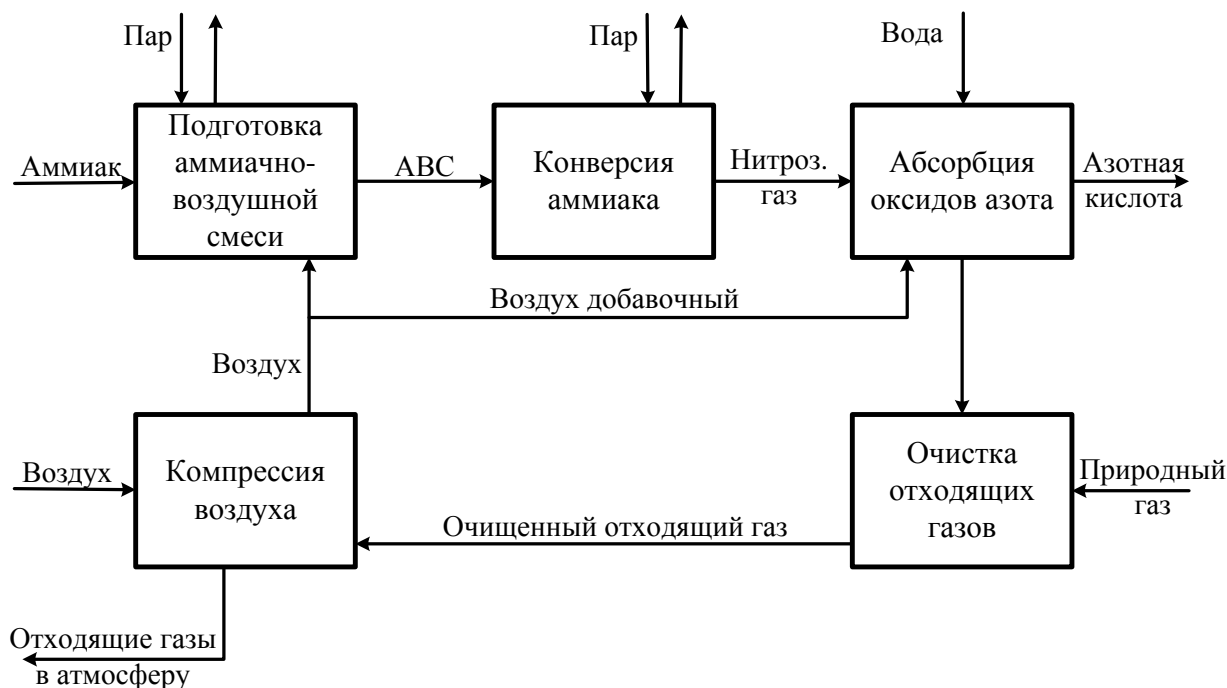 Пар
Пар
Вода
Аммиак
Подготовка
аммиачно-
воздушной
смеси
АВС
Конверсия
аммиака
Нитроз.
газ
Абсорбция
оксидов азота
Азотная
кислота
Воздух добавочный
Воздух
Воздух
Компрессия
воздуха
Очищенный отходящий газ
Очистка
отходящих
газов
Природный
газ
Отходящие газы
в атмосферу